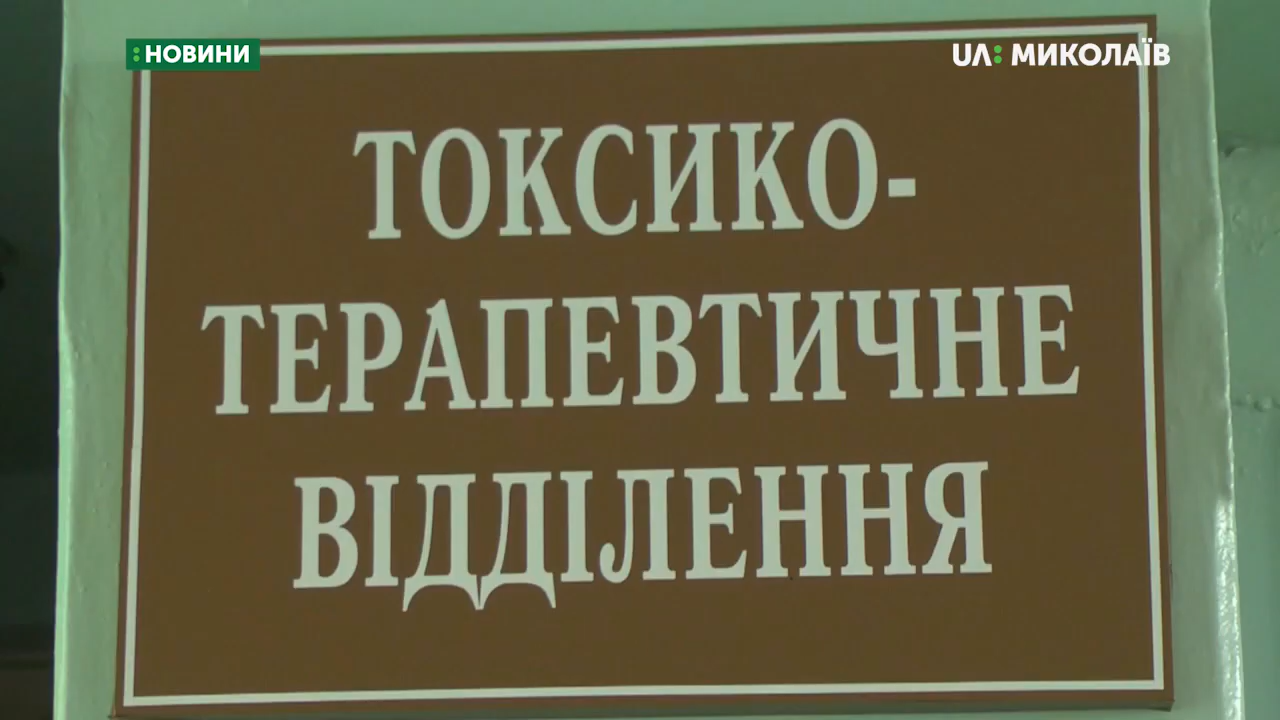 :НОВИНИ
UA: МИКОЛАЇВ
ТОКСИКО-
ТЕРАПЕВТИЧНЕ
ВІДДІЛЕННЯ